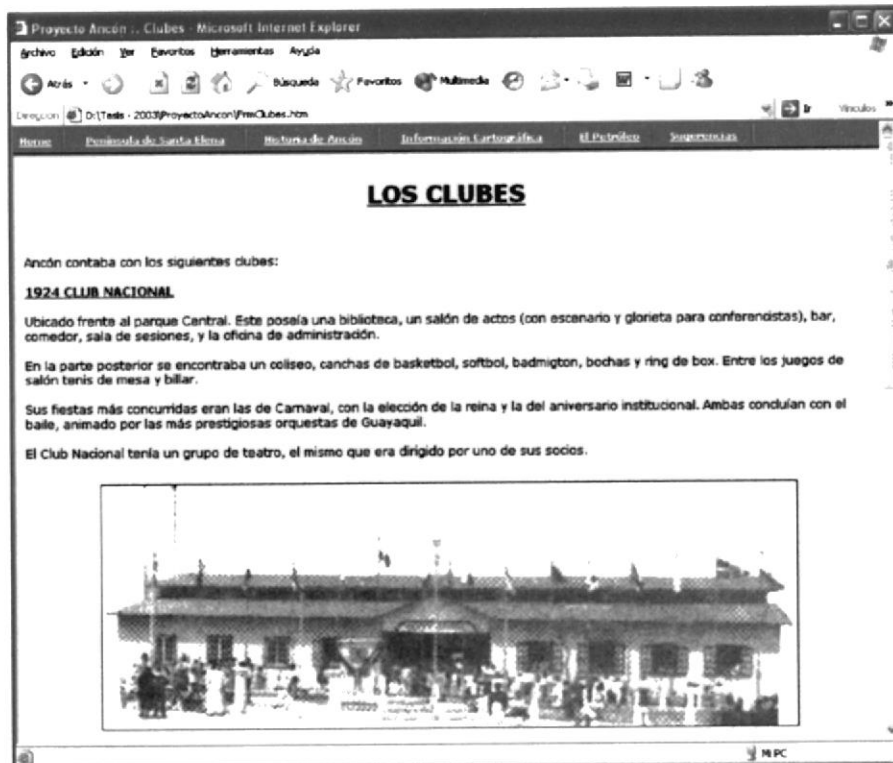 Proyecto Ancón :. Clubes - Microsoft Internet Explorer
Archivo Edición Ver Favoritos Herramientas Ayuda
Atrás Búsqueda Favoritos Multimedia
Dirección D:\Tesis - 2003\ProyectoAncon\FrmClubes.htm Ir Vínculos »
Home Península de Santa Elena Historia de Ancón Información Cartográfica El Petróleo Sugerencias
LOS CLUBES
Ancón contaba con los siguientes clubes:
1924 CLUB NACIONAL
Ubicado frente al parque Central. Este poseía una biblioteca, un salón de actos (con escenario y glorieta para conferencistas), bar,
comedor, sala de sesiones, y la oficina de administración.
En la parte posterior se encontraba un coliseo, canchas de basketbol, softbol, badmigton, bochas y ring de box. Entre los juegos de
salón tenis de mesa y billar.
Sus fiestas más concurridas eran las de Carnaval, con la elección de la reina y la del aniversario institucional. Ambas concluían con el
baile, animado por las más prestigiosas orquestas de Guayaquil.
El Club Nacional tenía un grupo de teatro, el mismo que era dirigido por uno de sus socios.
Mi PC